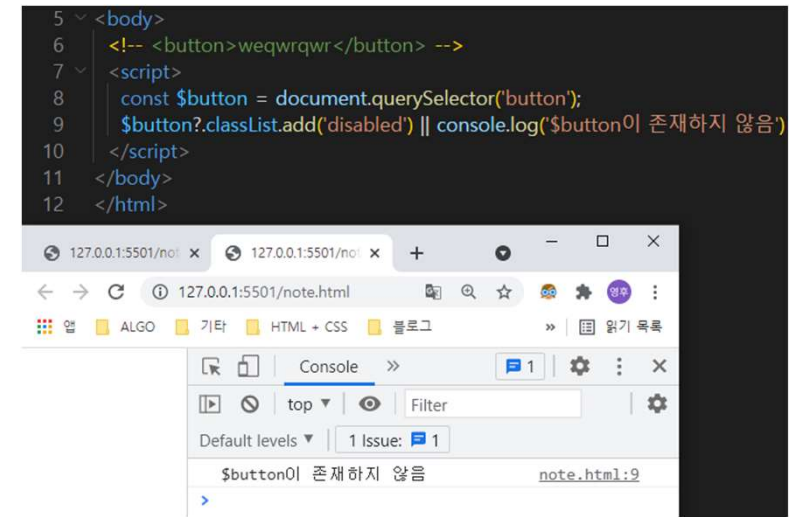 5 <body>
6 <!-- <button>weqwrqwr</button> -->
7 <script>
8 const $button = document.querySelector('button');
9 $button?.classList.add('disabled') || console.log('$button이 존재하지 않음')
10 </script>
11 </body>
12 </html>
127.0.0.1:5501/not 127.0.0.1:5501/not
127.0.0.1:5501/note.html 영후
앱 ALGO 기타 HTML + CSS 블로그 » 읽기 목록
Console » 1
top Filter
Default levels 1 Issue: 1
$button이 존재하지 않음 note.html:9
>